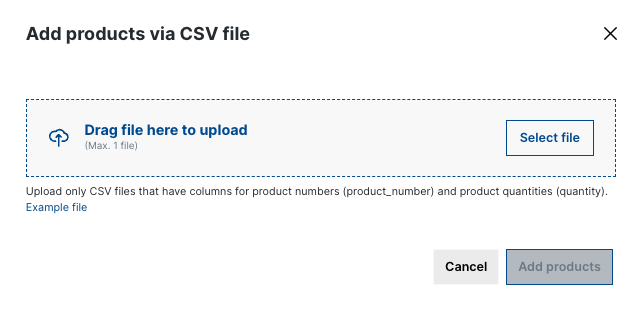 Add products via CSV file
Drag file here to upload
(Max. 1 file)
Select file
Upload only CSV files that have columns for product numbers (product_number) and product quantities (quantity).
Example file
Cancel
Add products